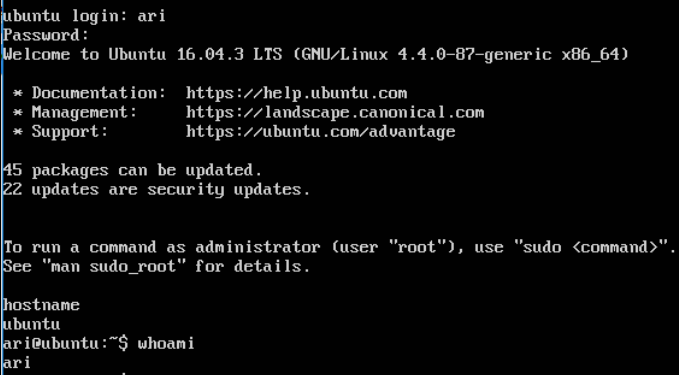 ubuntu login: ari
Password:
Welcome to Ubuntu 16.04.3 LTS (GNU/Linux 4.4.0-87-generic x86_64)
* Documentation: https://help.ubuntu.com
* Management: https://landscape.canonical.com
* Support: https://ubuntu.com/advantage
45 packages can be updated.
22 updates are security updates.
To run a command as administrator (user "root"), use "sudo <command>".
See "man sudo_root" for details.
hostname
ubuntu
ari@ubuntu:~$ whoami
ari